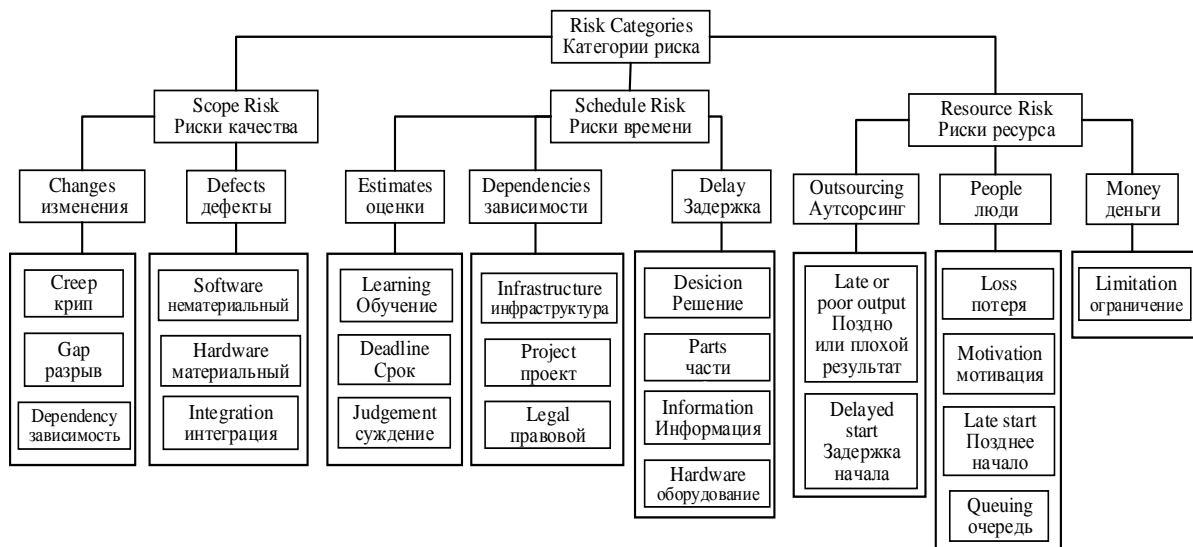 Risk Categories
Категории риска
Scope Risk
Риски качества
Schedule Risk
Риски времени
Resource Risk
Риски ресурса
Changes
изменения
Defects
дефекты
Estimates
оценки
Dependencies
зависимости
Delay
Задержка
Outsourcing
Аутсорсинг
People
люди
Money
деньги
Creep
крип
Gap
разрыв
Dependency
зависимость
Software
нематериальный
Hardware
материальный
Integration
интеграция
Learning
Обучение
Deadline
Срок
Judgement
суждение
Infrastructure
инфраструктура
Project
проект
Legal
правовой
Desicion
Решение
Parts
части
Information
Информация
Hardware
оборудование
Late or
poor output
Поздно
или плохой
результат
Delayed
start
Задержка
начала
Loss
потеря
Motivation
мотивация
Late start
Позднее
начало
Queuing
очередь
Limitation
ограничение